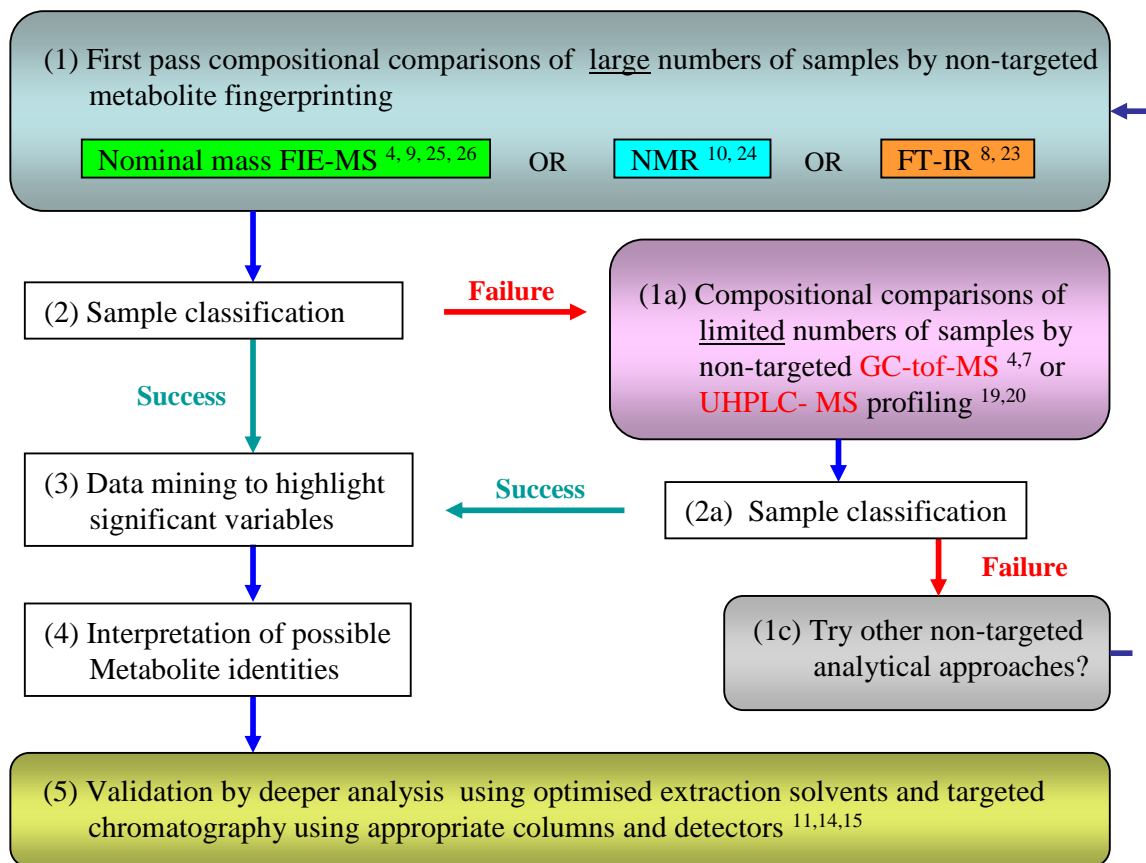 (1) First pass compositional comparisons of large numbers of samples by non-targeted
metabolite fingerprinting
Nominal mass FIE-MS 4, 9, 25, 26 OR NMR 10, 24 OR FT-IR 8, 23
(2) Sample classification
Failure
(1a) Compositional comparisons of
limited numbers of samples by
non-targeted GC-tof-MS 4,7 or
UHPLC- MS profiling 19,20
Success
(3) Data mining to highlight
significant variables
Success
(2a) Sample classification
Failure
(4) Interpretation of possible
Metabolite identities
(1c) Try other non-targeted
analytical approaches?
(5) Validation by deeper analysis using optimised extraction solvents and targeted
chromatography using appropriate columns and detectors 11,14,15